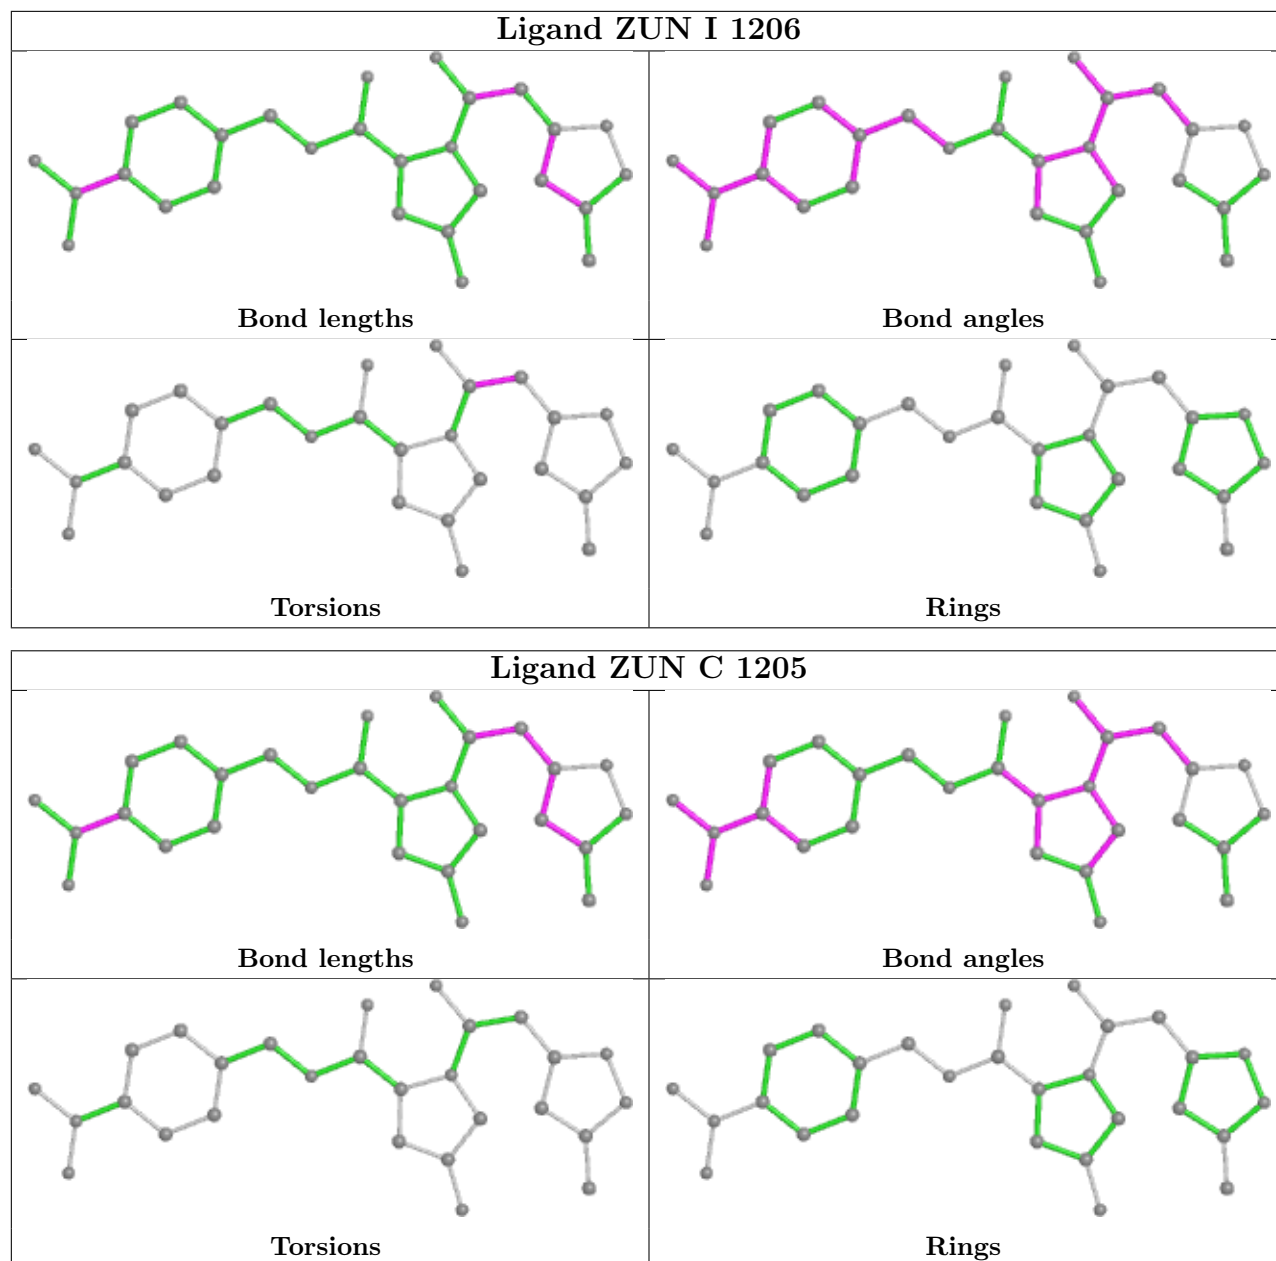 Ligand ZUN I 1206
Bond lengths
Bond angles
Torsions
Rings
Ligand ZUN C 1205
Bond lengths
Bond angles
Torsions
Rings